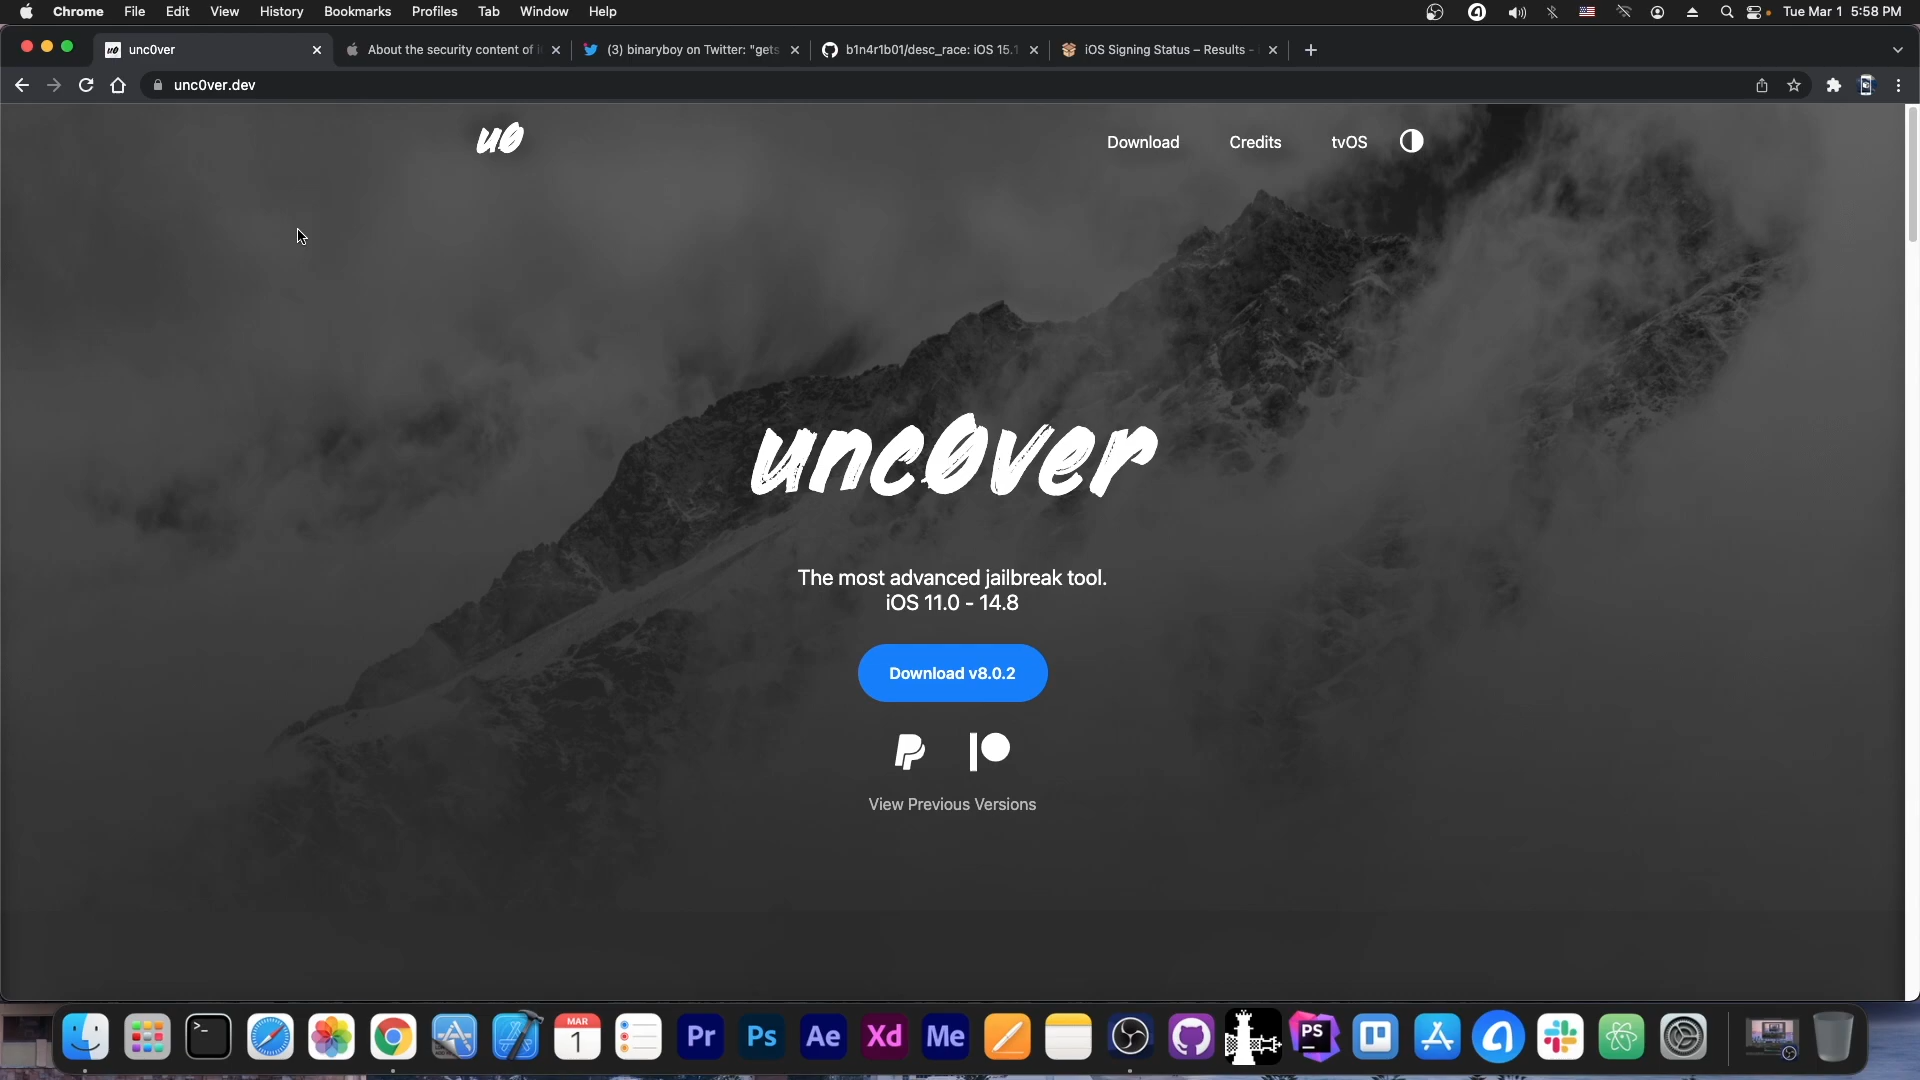 Chrome File Edit View History Bookmarks Profiles Tab Window Help Tue Mar 1 5:58 PM
unc0ver About the security content of i (3) binaryboy on Twitter: "gets b1n4r1b01/desc_race: iOS 15.1 iOS Signing Status – Results -
unc0ver.dev
u0 Download Credits tvOS
unc0ver
The most advanced jailbreak tool.
iOS 11.0 - 14.8
Download v8.0.2
View Previous Versions
MAR
1
Pr Ps Ae Xd Me PS